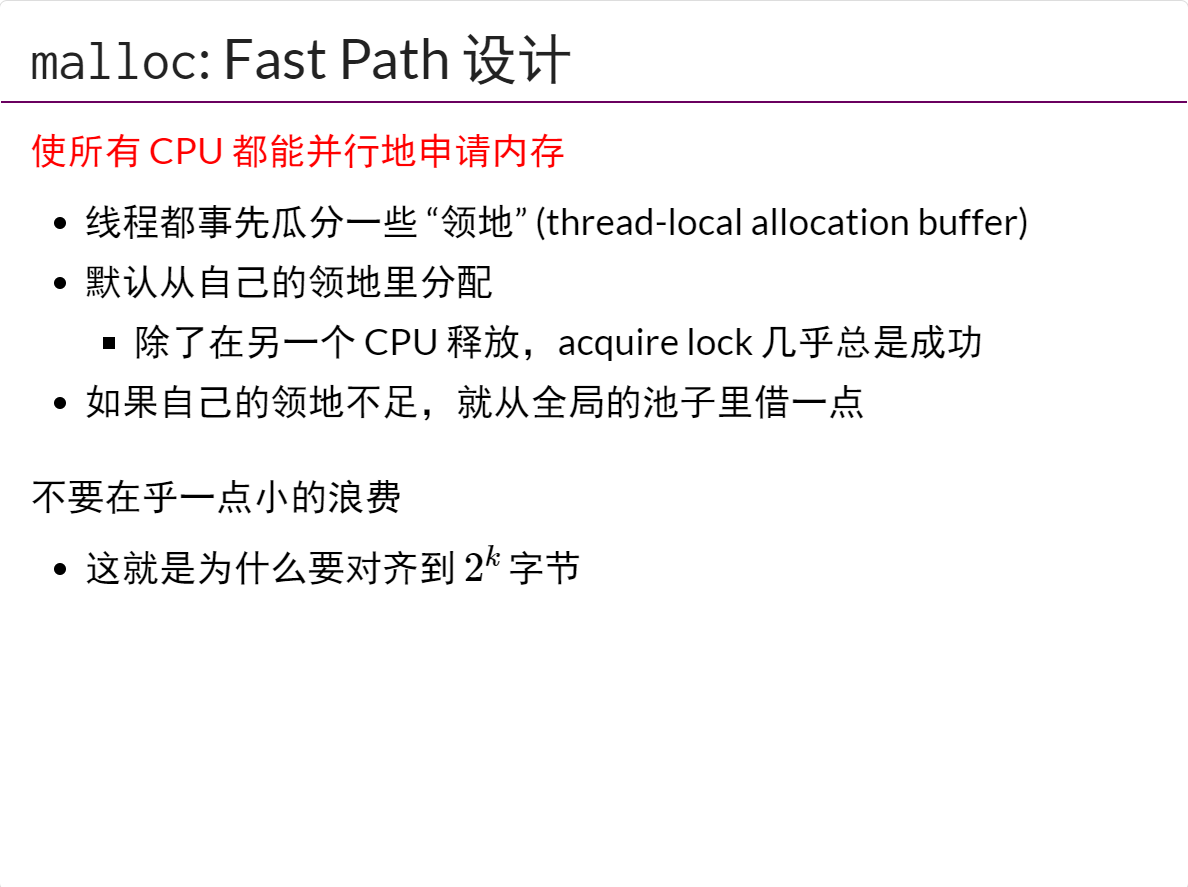 malloc: Fast Path 设计
使所有 CPU 都能并行地申请内存
• 线程都事先瓜分一些 “领地” (thread-local allocation buffer)
• 默认从自己的领地里分配
▪ 除了在另一个 CPU 释放，acquire lock 几乎总是成功
• 如果自己的领地不足，就从全局的池子里借一点
不要在乎一点小的浪费
• 这就是为什么要对齐到 2^k 字节